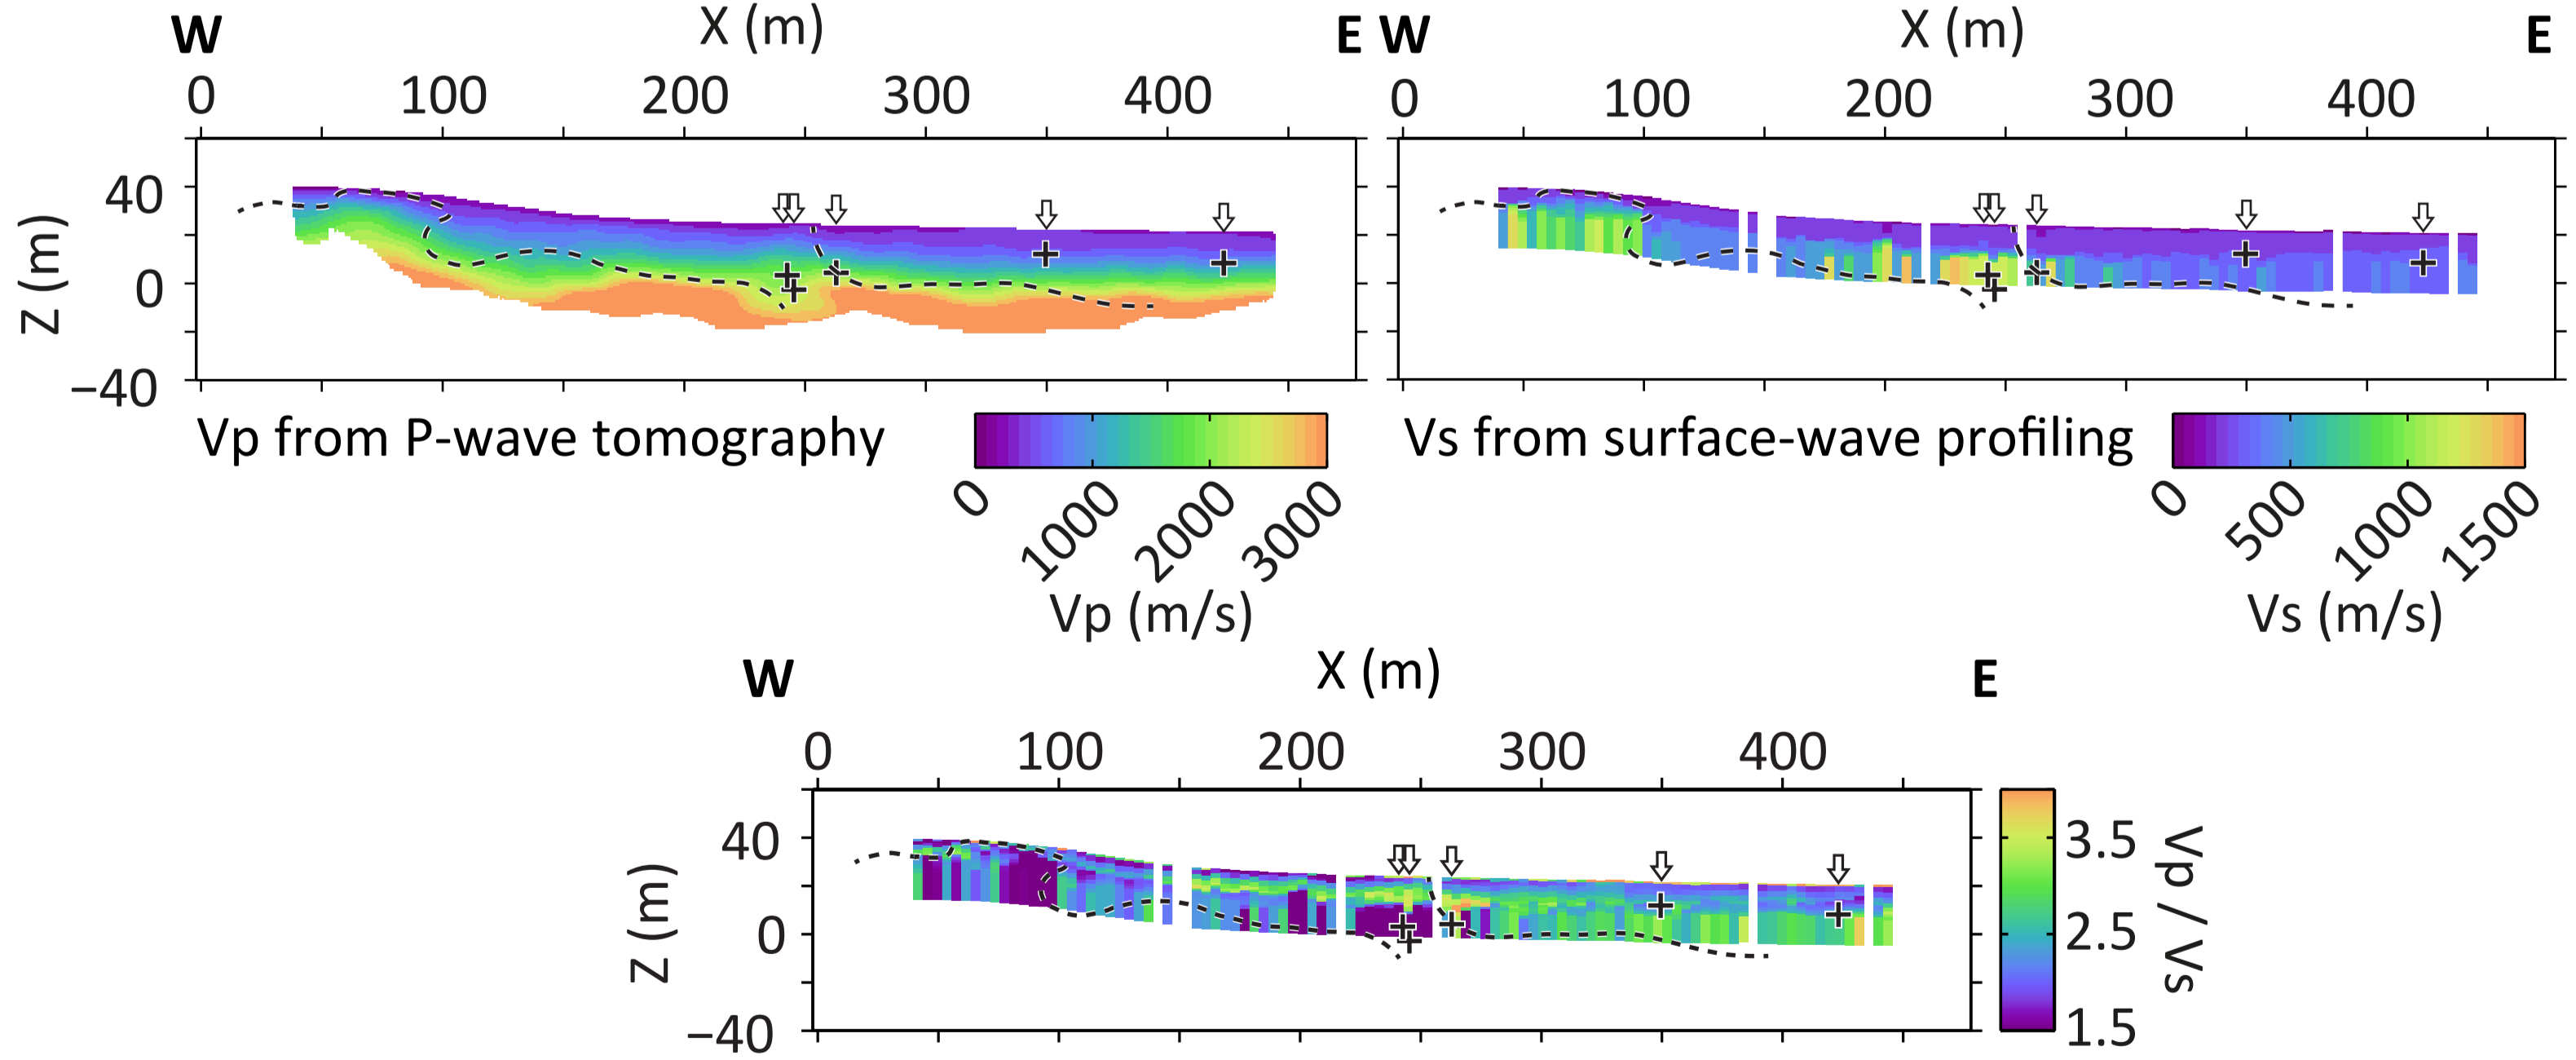 W X (m) E
0 100 200 300 400
Z (m)
40
0
−40
Vp from P-wave tomography
0 1000 2000 3000
Vp (m/s)
W X (m) E
0 100 200 300 400
Vs from surface-wave profiling
0 500 1000 1500
Vs (m/s)
W X (m) E
0 100 200 300 400
Z (m)
40
0
−40
3.5
2.5
1.5
Vp / Vs